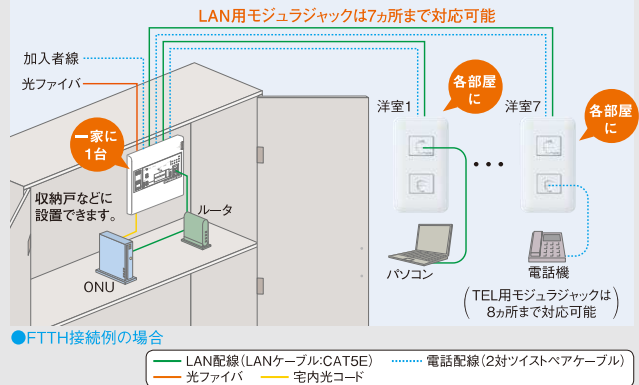 LAN用モジュラジャックは7ヵ所まで対応可能
加入者線
光ファイバ
洋室1
各部屋
に
洋室7
各部屋
に
一家に
1台
収納戸などに
設置できます。
ルータ
ONU
パソコン
電話機
(TEL用モジュラジャックは
8ヵ所まで対応可能)
●FTTH接続例の場合
LAN配線(LANケーブル:CAT5E)
電話配線(2対ツイストペアケーブル)
光ファイバ
宅内光コード